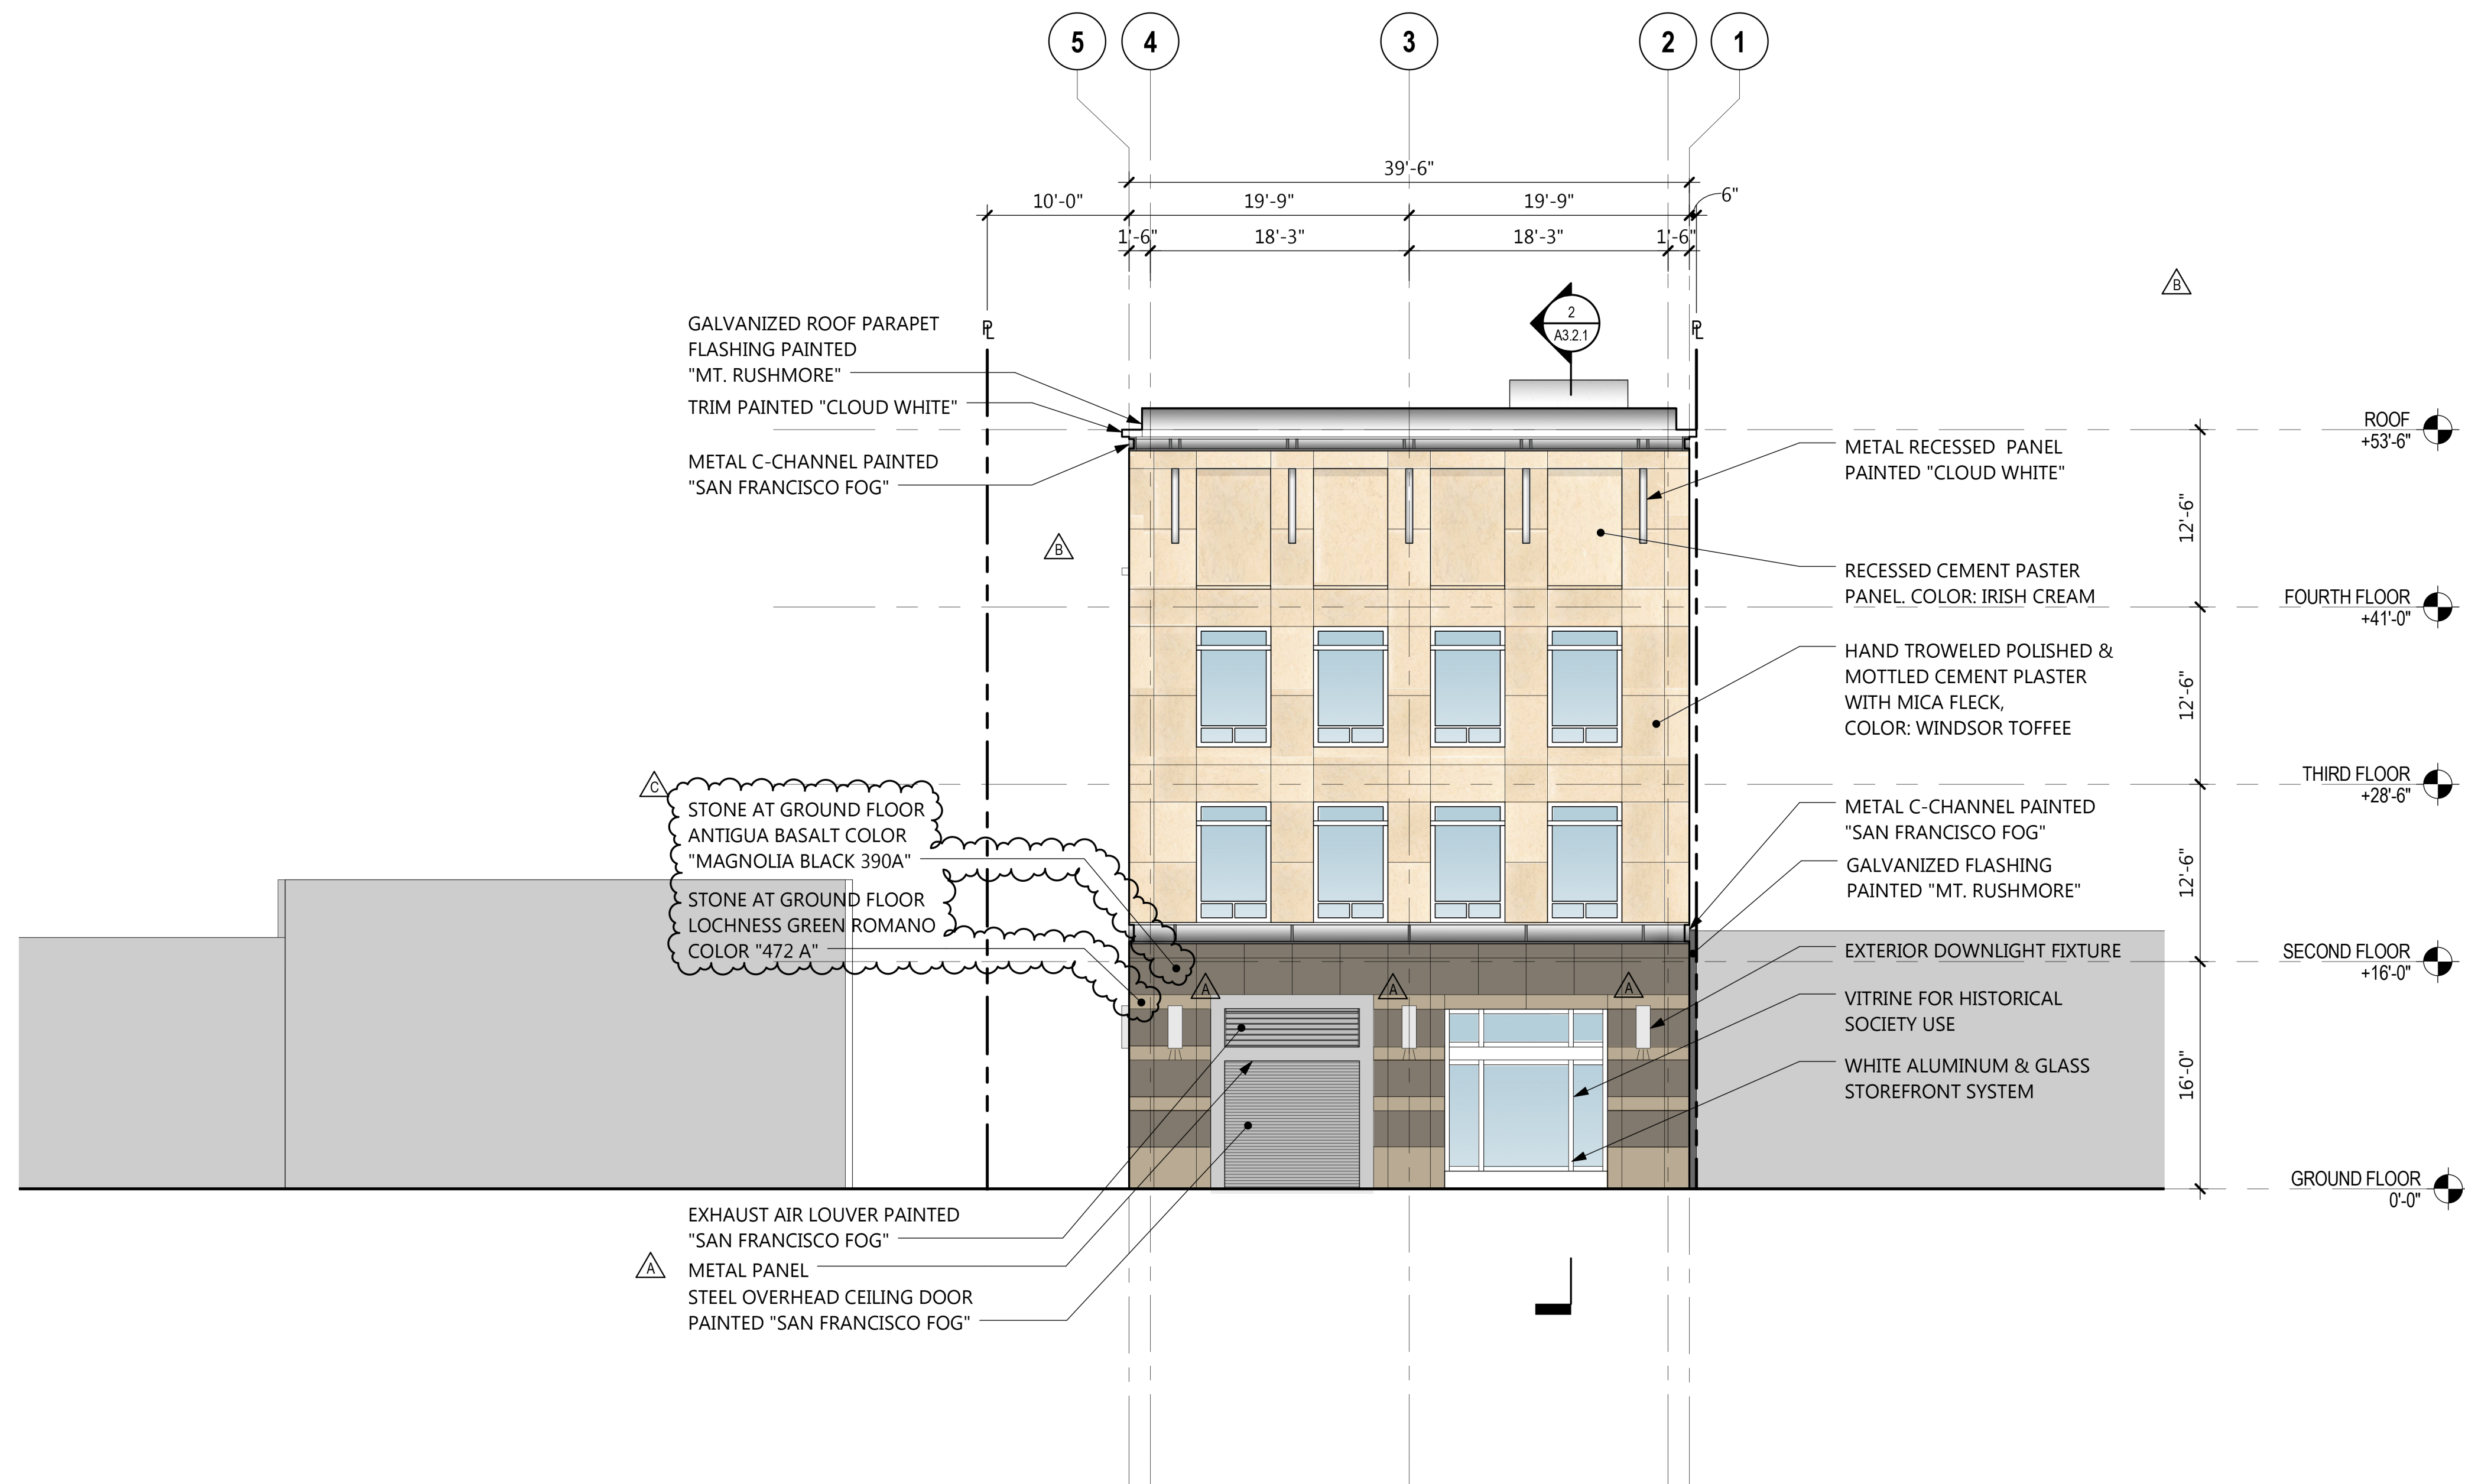 5
4
3
2
1
39'-6"
10'-0"
19'-9"
19'-9"
6"
1'-6"
18'-3"
18'-3"
1'-6"
B
2
A3.2.1
PL
PL
GALVANIZED ROOF PARAPET
FLASHING PAINTED
"MT. RUSHMORE"
TRIM PAINTED "CLOUD WHITE"
METAL C-CHANNEL PAINTED
"SAN FRANCISCO FOG"
B
C
STONE AT GROUND FLOOR
ANTIGUA BASALT COLOR
"MAGNOLIA BLACK 390A"
STONE AT GROUND FLOOR
LOCHNESS GREEN ROMANO
COLOR "472 A"
A
A
A
EXHAUST AIR LOUVER PAINTED
"SAN FRANCISCO FOG"
A
METAL PANEL
STEEL OVERHEAD CEILING DOOR
PAINTED "SAN FRANCISCO FOG"
METAL RECESSED  PANEL
PAINTED "CLOUD WHITE"
RECESSED CEMENT PASTER
PANEL. COLOR: IRISH CREAM
HAND TROWELED POLISHED &
MOTTLED CEMENT PLASTER
WITH MICA FLECK,
COLOR: WINDSOR TOFFEE
METAL C-CHANNEL PAINTED
"SAN FRANCISCO FOG"
GALVANIZED FLASHING
PAINTED "MT. RUSHMORE"
EXTERIOR DOWNLIGHT FIXTURE
VITRINE FOR HISTORICAL
SOCIETY USE
WHITE ALUMINUM & GLASS
STOREFRONT SYSTEM
12'-6"
12'-6"
12'-6"
16'-0"
ROOF
+53'-6"
FOURTH FLOOR
+41'-0"
THIRD FLOOR
+28'-6"
SECOND FLOOR
+16'-0"
GROUND FLOOR
0'-0"